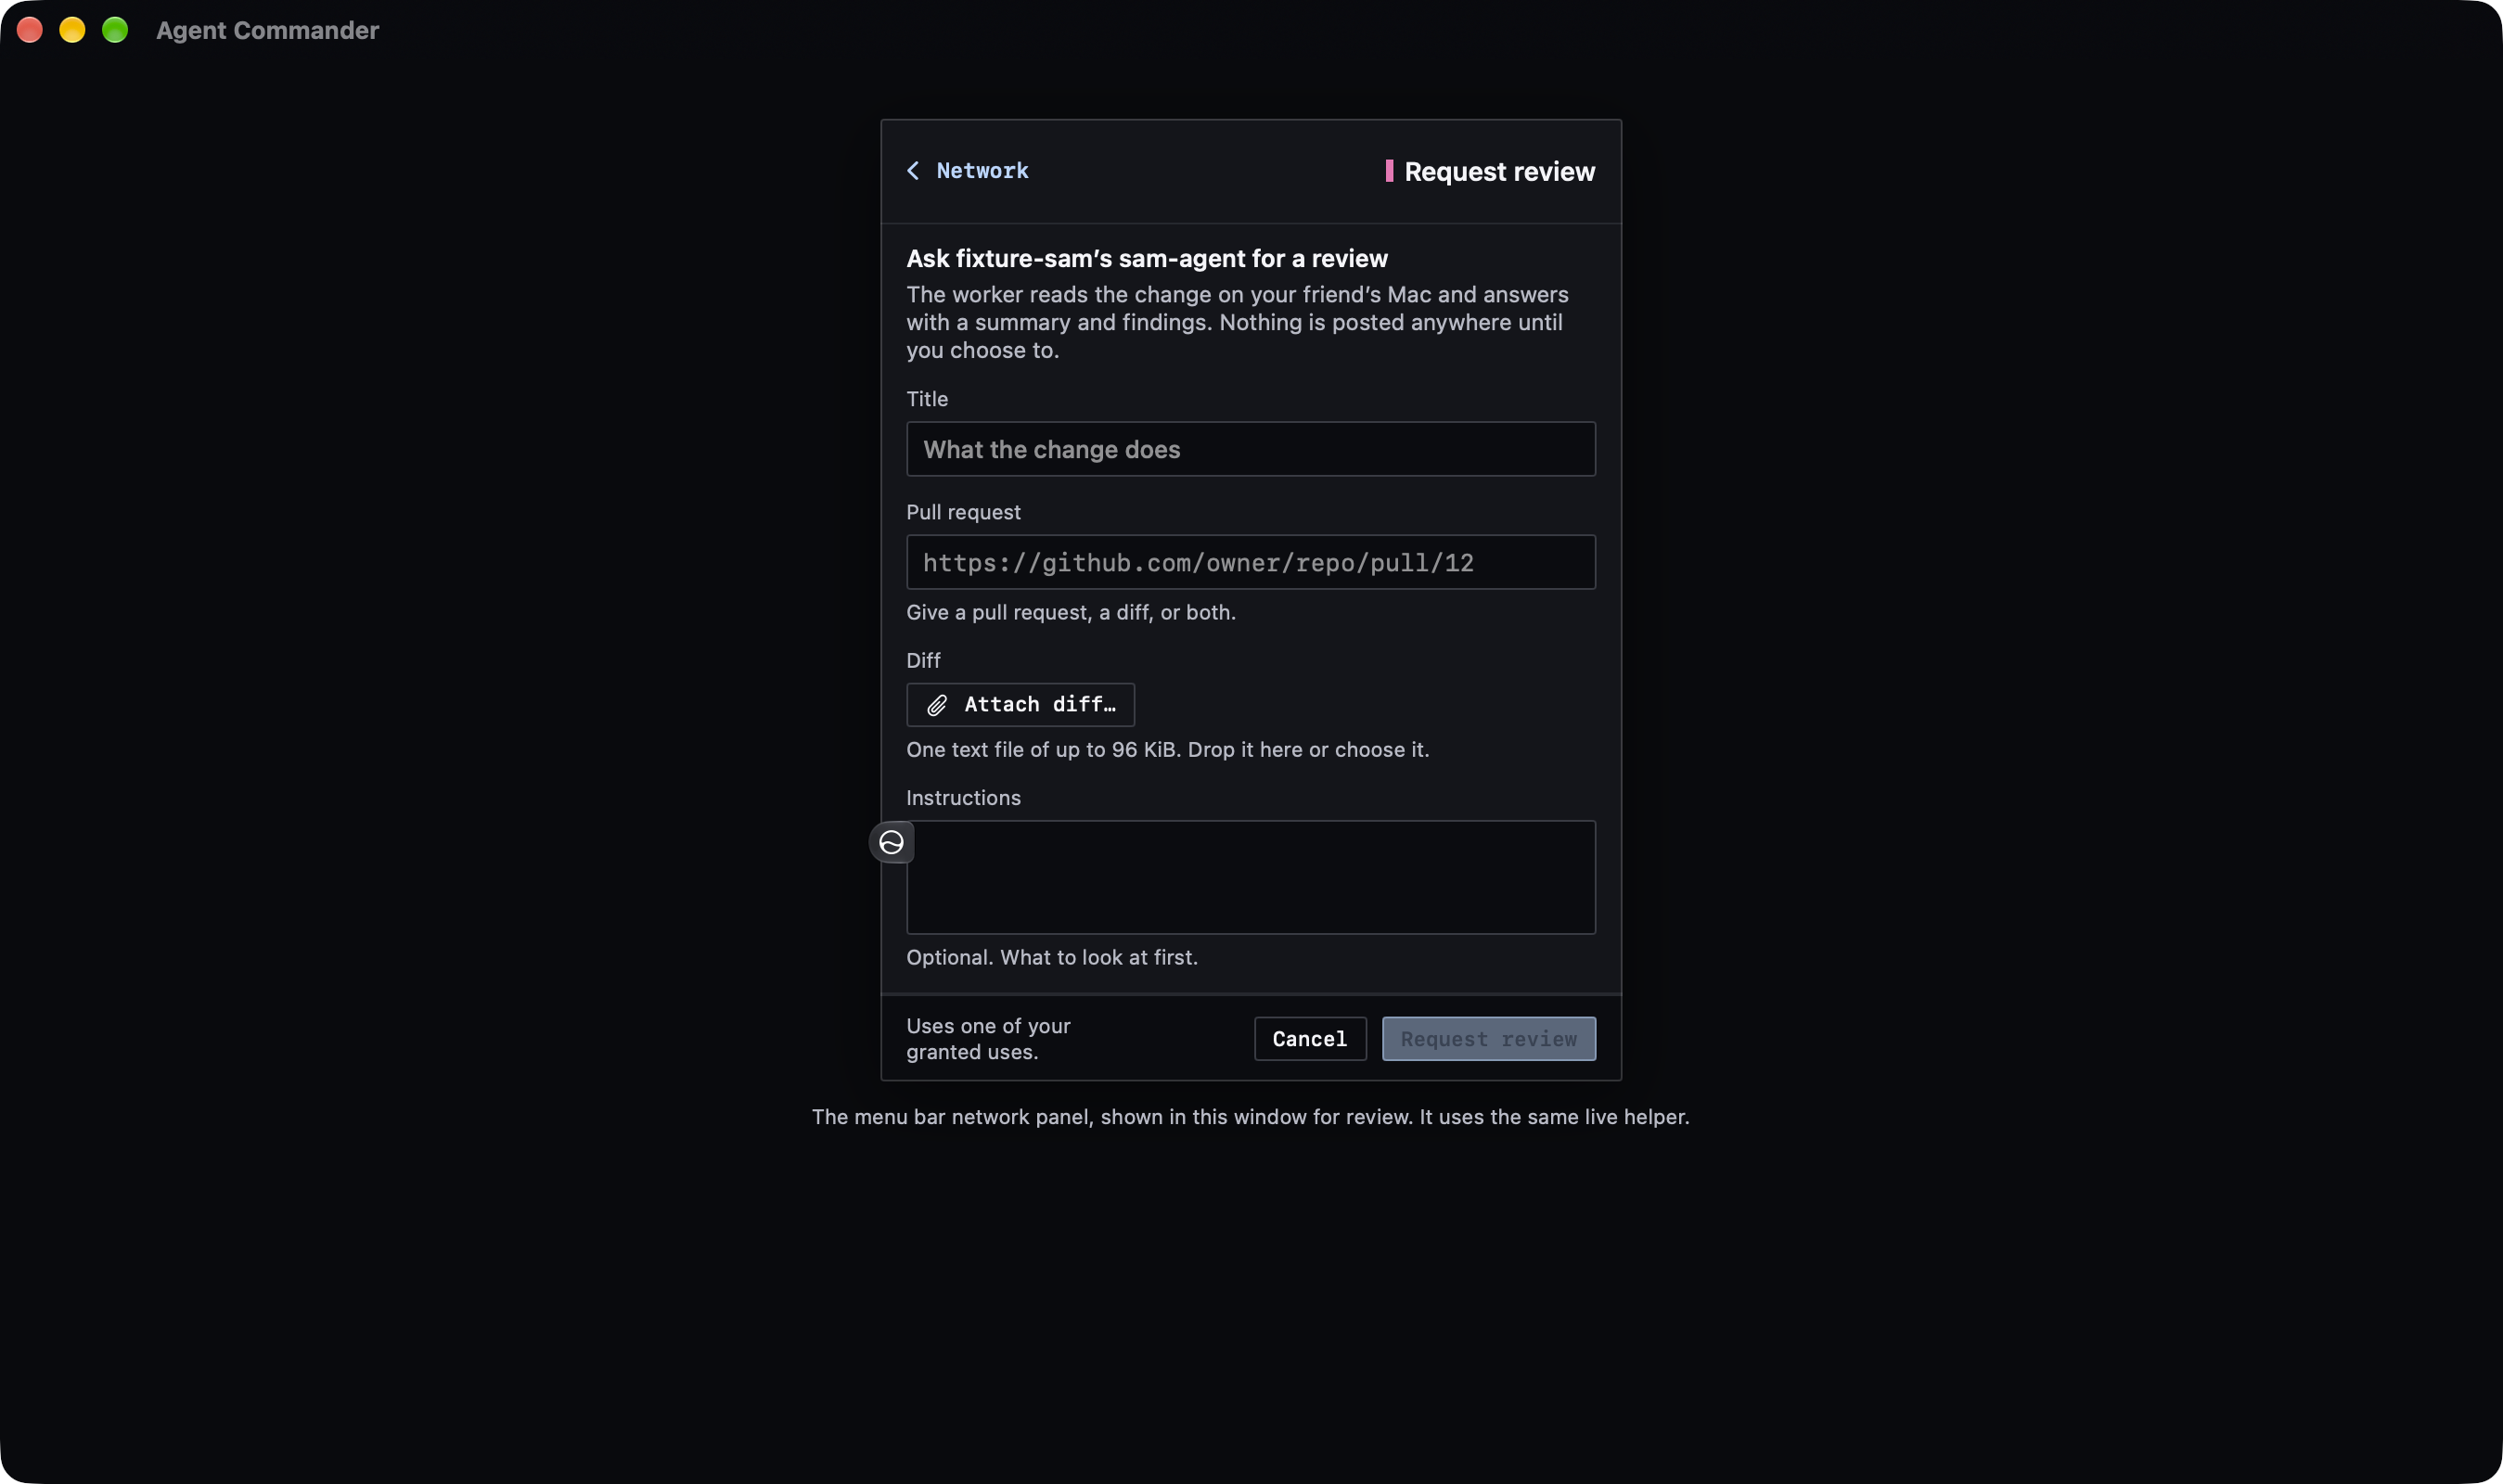 Agent Commander
Network
Request review
Ask fixture-sam’s sam-agent for a review
The worker reads the change on your friend’s Mac and answers
with a summary and findings. Nothing is posted anywhere until
you choose to.
Title
What the change does
Pull request
https://github.com/owner/repo/pull/12
Give a pull request, a diff, or both.
Diff
Attach diff…
One text file of up to 96 KiB. Drop it here or choose it.
Instructions
Optional. What to look at first.
Uses one of your
granted uses.
Cancel
Request review
The menu bar network panel, shown in this window for review. It uses the same live helper.